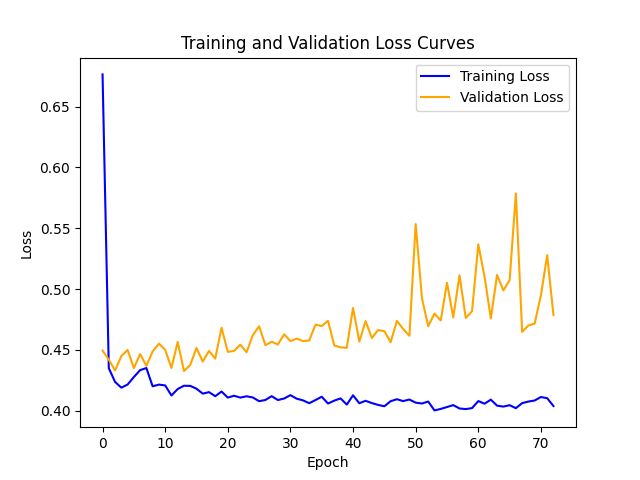 Training and Validation Loss Curves
Training Loss
Validation Loss
0.65
0.60
0.55
0.50
0.45
0.40
Loss
0 10 20 30 40 50 60 70
Epoch